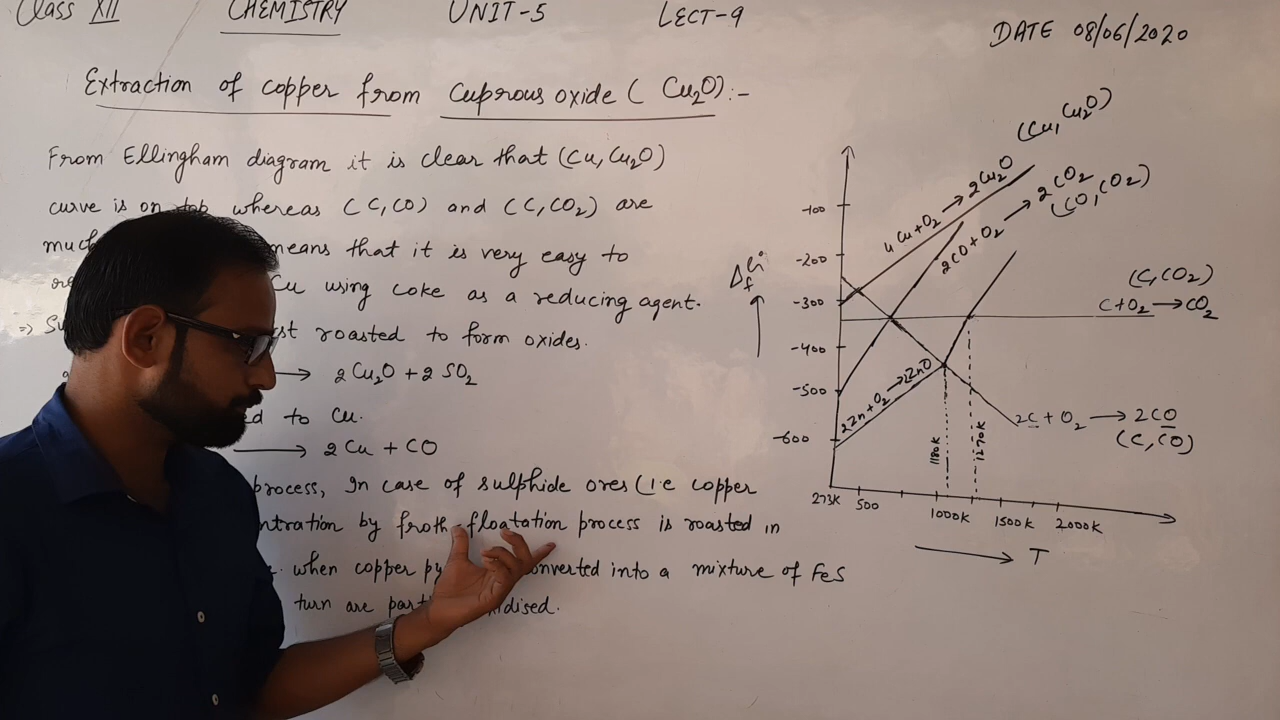 Class XII CHEMISTRY UNIT-5 LECT-9
DATE 08/06/2020
Extraction of copper from cuprous oxide ( Cu₂O):-
From Ellingham diagram it is clear that (Cu, Cu₂O)
curve is on top whereas (C, CO) and (C, CO₂) are
means that it is very easy to
Cu using coke as a reducing agent.
roasted to form oxides.
⟶ 2Cu₂O + 2SO₂
to Cu.
⟶ 2Cu + CO
process, In case of sulphide ores (i.e copper
by froth-floatation process is roasted in
when copper into a mixture of FeS
turn are
(Cu, Cu₂O)
4Cu + O₂ ⟶ 2Cu₂O
2CO + O₂ ⟶ 2CO₂
(CO, CO₂)
(C, CO₂)
C + O₂ ⟶ CO₂
2Zn + O₂ ⟶ 2ZnO
2C + O₂ ⟶ 2CO
(C, CO)
ΔfG
-100
-200
-300
-400
-500
-600
1180K
1270K
273K 500 1000K 1500K 2000K
⟶ T